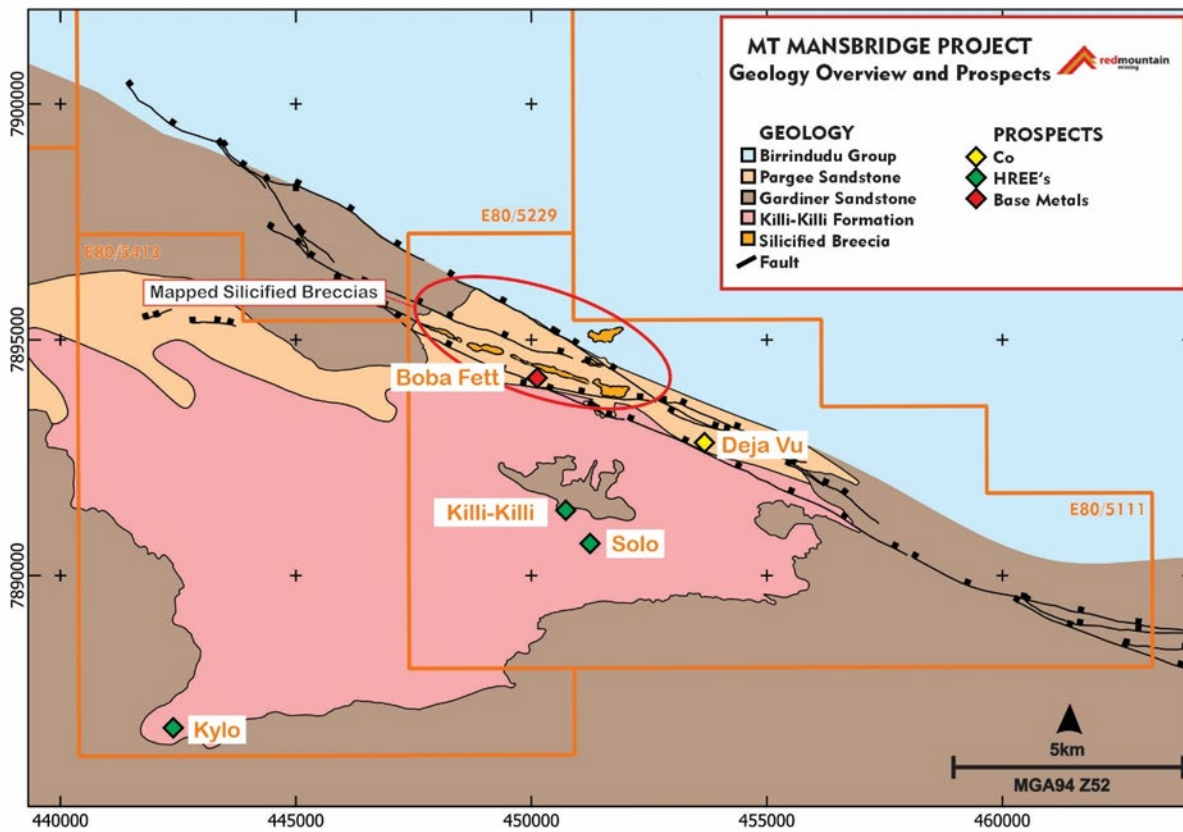 MT MANSBRIDGE PROJECT
Geology Overview and Prospects
redmountain
mining
GEOLOGY
Birrindudu Group
Pargee Sandstone
Gardiner Sandstone
Killi-Killi Formation
Silicified Breecia
Fault
PROSPECTS
Co
HREE's
Base Metals
7900000
7895000
7890000
E80/5229
E80/5413
Mapped Silicified Breccias
Boba Fett
Deja Vu
Killi-Killi
Solo
E80/5111
Kylo
5km
MGA94 Z52
440000
445000
450000
455000
460000